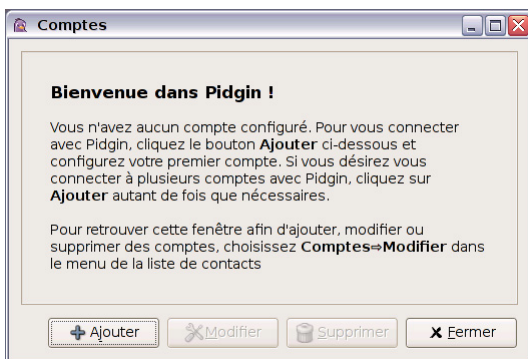 Comptes
Bienvenue dans Pidgin !
Vous n'avez aucun compte configuré. Pour vous connecter
avec Pidgin, cliquez le bouton Ajouter ci-dessous et
configurez votre premier compte. Si vous désirez vous
connecter à plusieurs comptes avec Pidgin, cliquez sur
Ajouter autant de fois que nécessaires.
Pour retrouver cette fenêtre afin d'ajouter, modifier ou
supprimer des comptes, choisissez Comptes⇨Modifier dans
le menu de la liste de contacts
Ajouter Modifier Supprimer Fermer